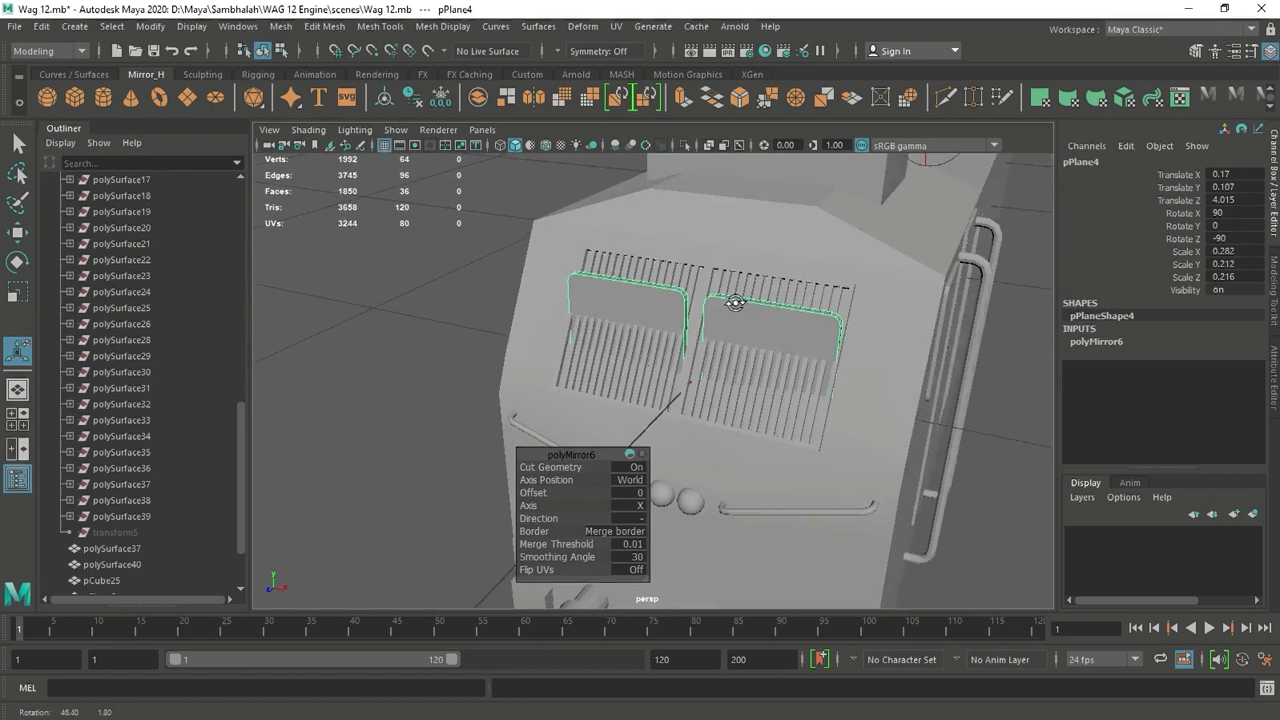 Wag 12.mb* - Autodesk Maya 2020: D:\Maya\Sambhalah\WAG 12 Engine\scenes\Wag 12.mb --- pPlane4
File Edit Create Select Modify Display Windows Mesh Edit Mesh Mesh Tools Mesh Display Curves Surfaces Deform UV Generate Cache Arnold Help Workspace : Maya Classic*
Modeling No Live Surface Symmetry: Off Sign In
Curves / Surfaces Mirror_H Sculpting Rigging Animation Rendering FX FX Caching Custom Arnold MASH Motion Graphics XGen
Outliner
Display Show Help
Search...
polySurface17
polySurface18
polySurface19
polySurface20
polySurface21
polySurface22
polySurface23
polySurface24
polySurface25
polySurface26
polySurface27
polySurface28
polySurface29
polySurface30
polySurface31
polySurface32
polySurface33
polySurface34
polySurface35
polySurface36
polySurface37
polySurface38
polySurface39
transform5
polySurface37
polySurface40
pCube25
View Shading Lighting Show Renderer Panels
0.00 1.00 sRGB gamma
Verts: 1992 64 0
Edges: 3745 96 0
Faces: 1850 36 0
Tris: 3658 120 0
UVs: 3244 80 0
polyMirror6
Cut Geometry On
Axis Position World
Offset 0
Axis X
Direction -
Border Merge border
Merge Threshold 0.01
Smoothing Angle 30
Flip UVs Off
persp
Channels Edit Object Show
pPlane4
Translate X 0.17
Translate Y 0.107
Translate Z 4.015
Rotate X 90
Rotate Y 0
Rotate Z -90
Scale X 0.282
Scale Y 0.212
Scale Z 0.216
Visibility on
SHAPES
pPlaneShape4
INPUTS
polyMirror6
Display Anim
Layers Options Help
Channel Box / Layer Editor
Modeling Toolkit
Attribute Editor
1 5 10 15 20 25 30 35 40 45 50 55 60 65 70 75 80 85 90 95 100 105 110 115 120 1
1 1 1 120 120 200 No Character Set No Anim Layer 24 fps
MEL
Rotation: 46.40 1.80